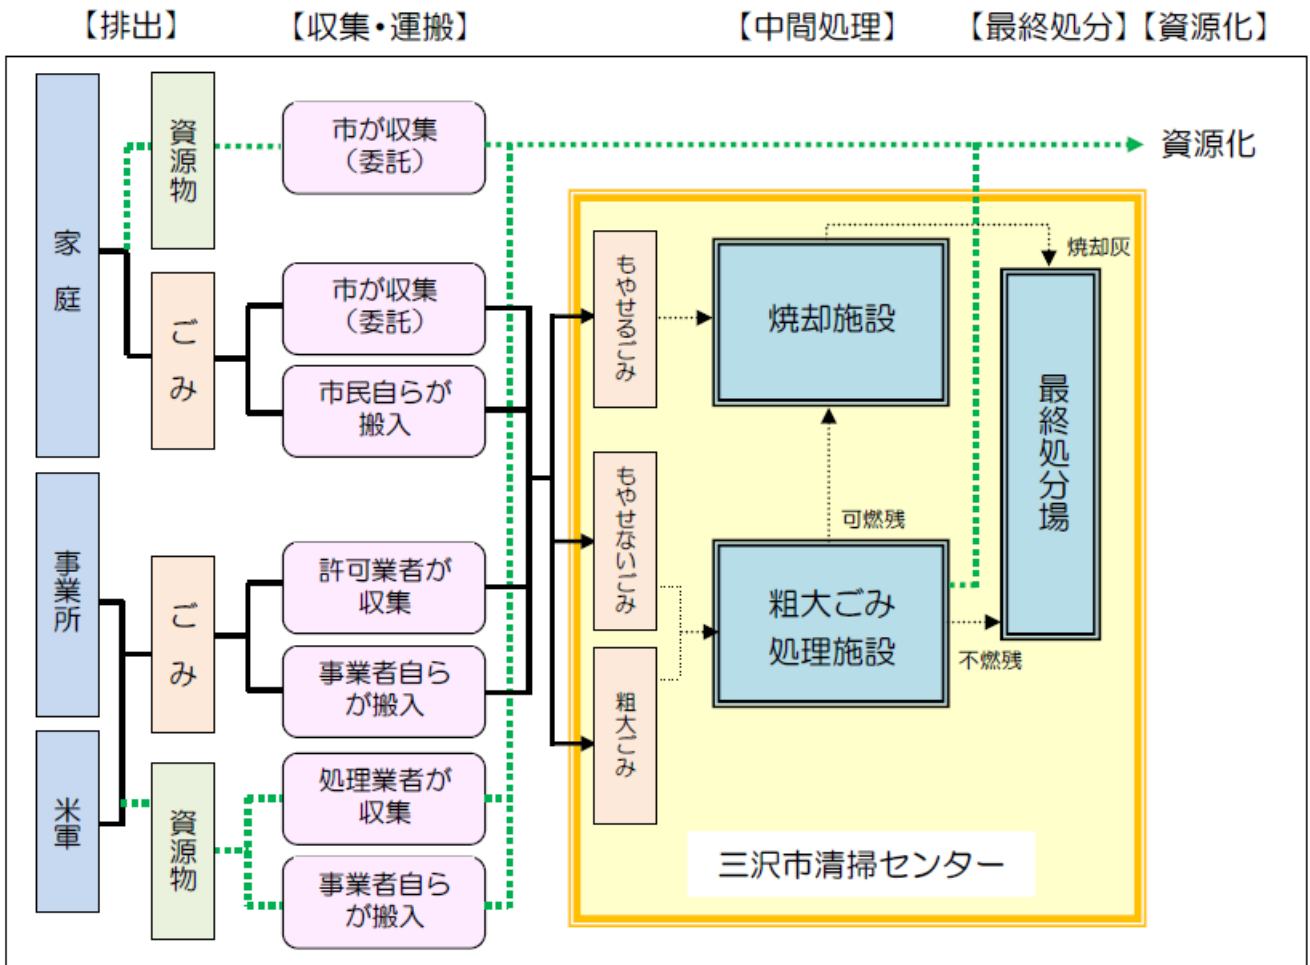 【排出】
【収集・運搬】
【中間処理】
【最終処分】
【資源化】
家庭
資源物
市が収集
（委託）
資源化
ごみ
市が収集
（委託）
市民自らが
搬入
事業所
米軍
ごみ
許可業者が
収集
事業者自ら
が搬入
資源物
処理業者が
収集
事業者自ら
が搬入
もやせるごみ
もやせないごみ
粗大ごみ
焼却施設
焼却灰
可燃残
粗大ごみ
処理施設
不燃残
最終処分場
三沢市清掃センター